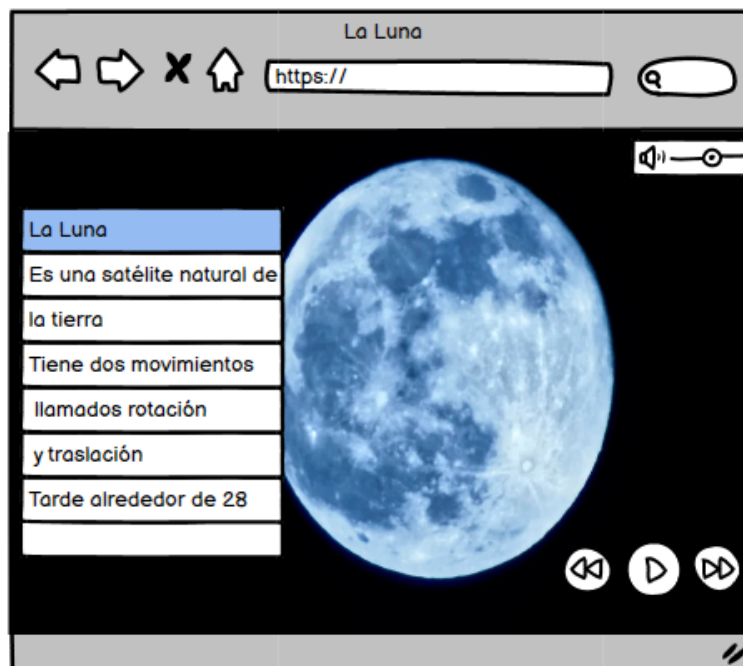 La Luna
https://
La Luna
Es una satélite natural de
la tierra
Tiene dos movimientos
llamados rotación
y traslación
Tarde alrededor de 28